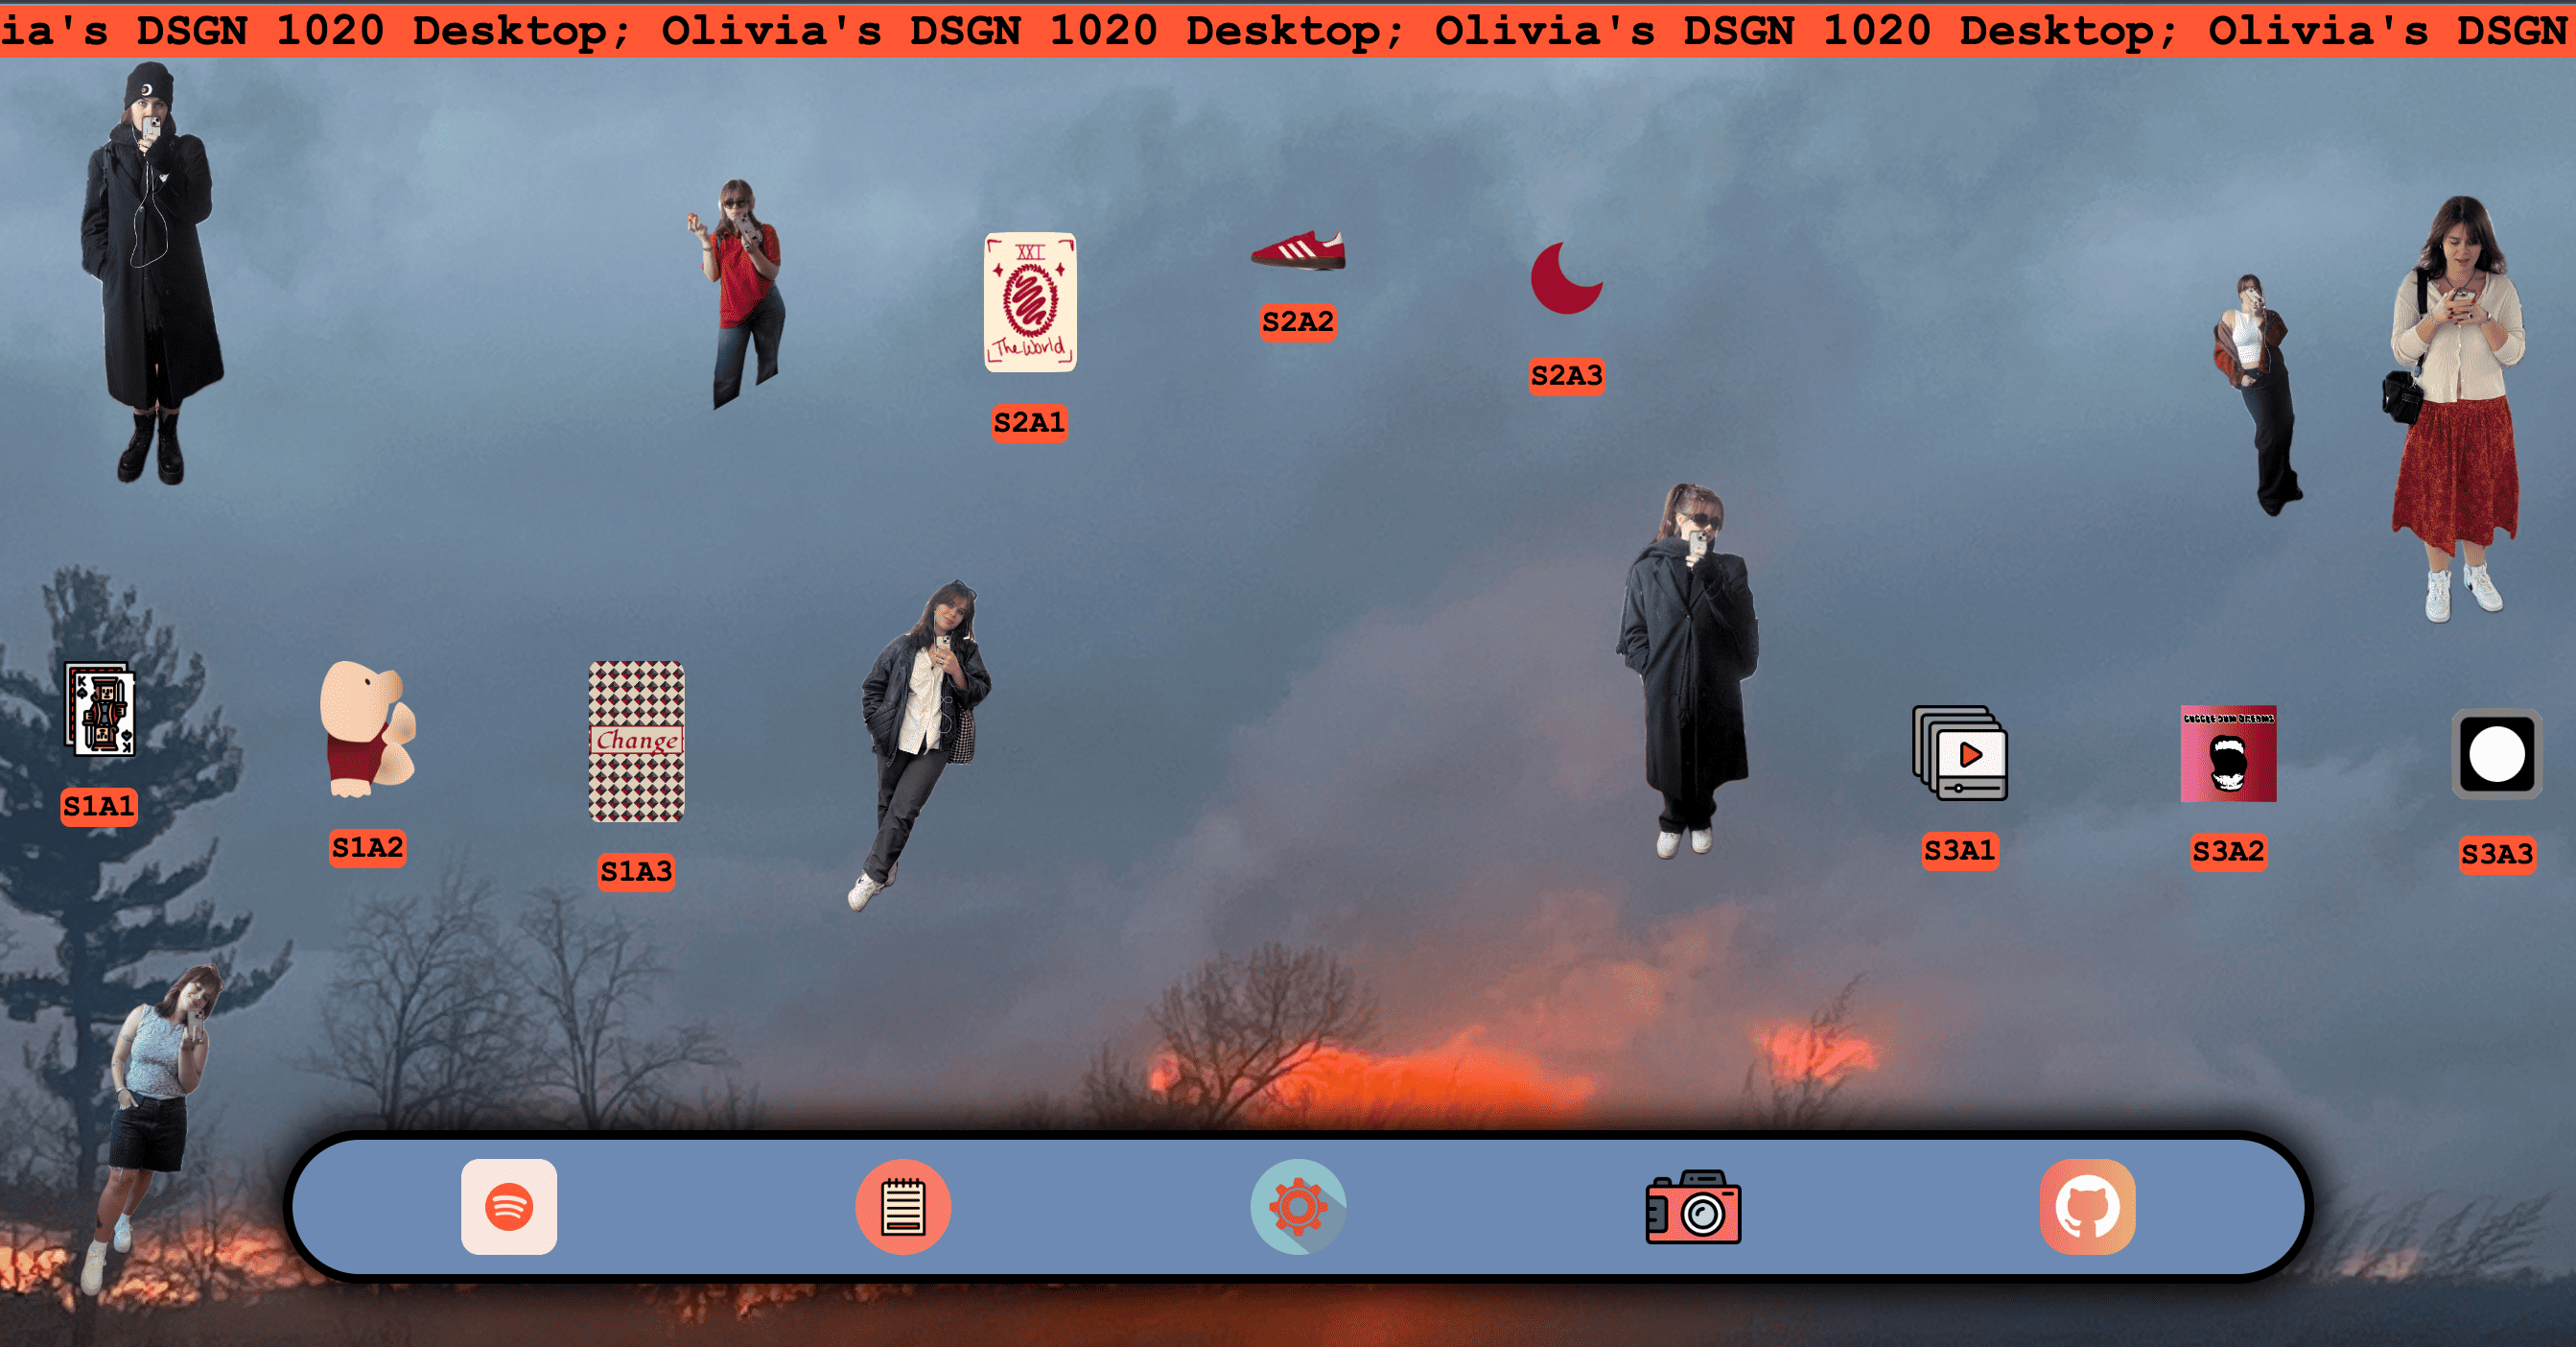 ia's DSGN 1020 Desktop; Olivia's DSGN 1020 Desktop; Olivia's DSGN 1020 Desktop; Olivia's DSGN
XXI
The World
S2A1
S2A2
S2A3
K
K
S1A1
S1A2
Change
S1A3
S3A1
S3A2
S3A3